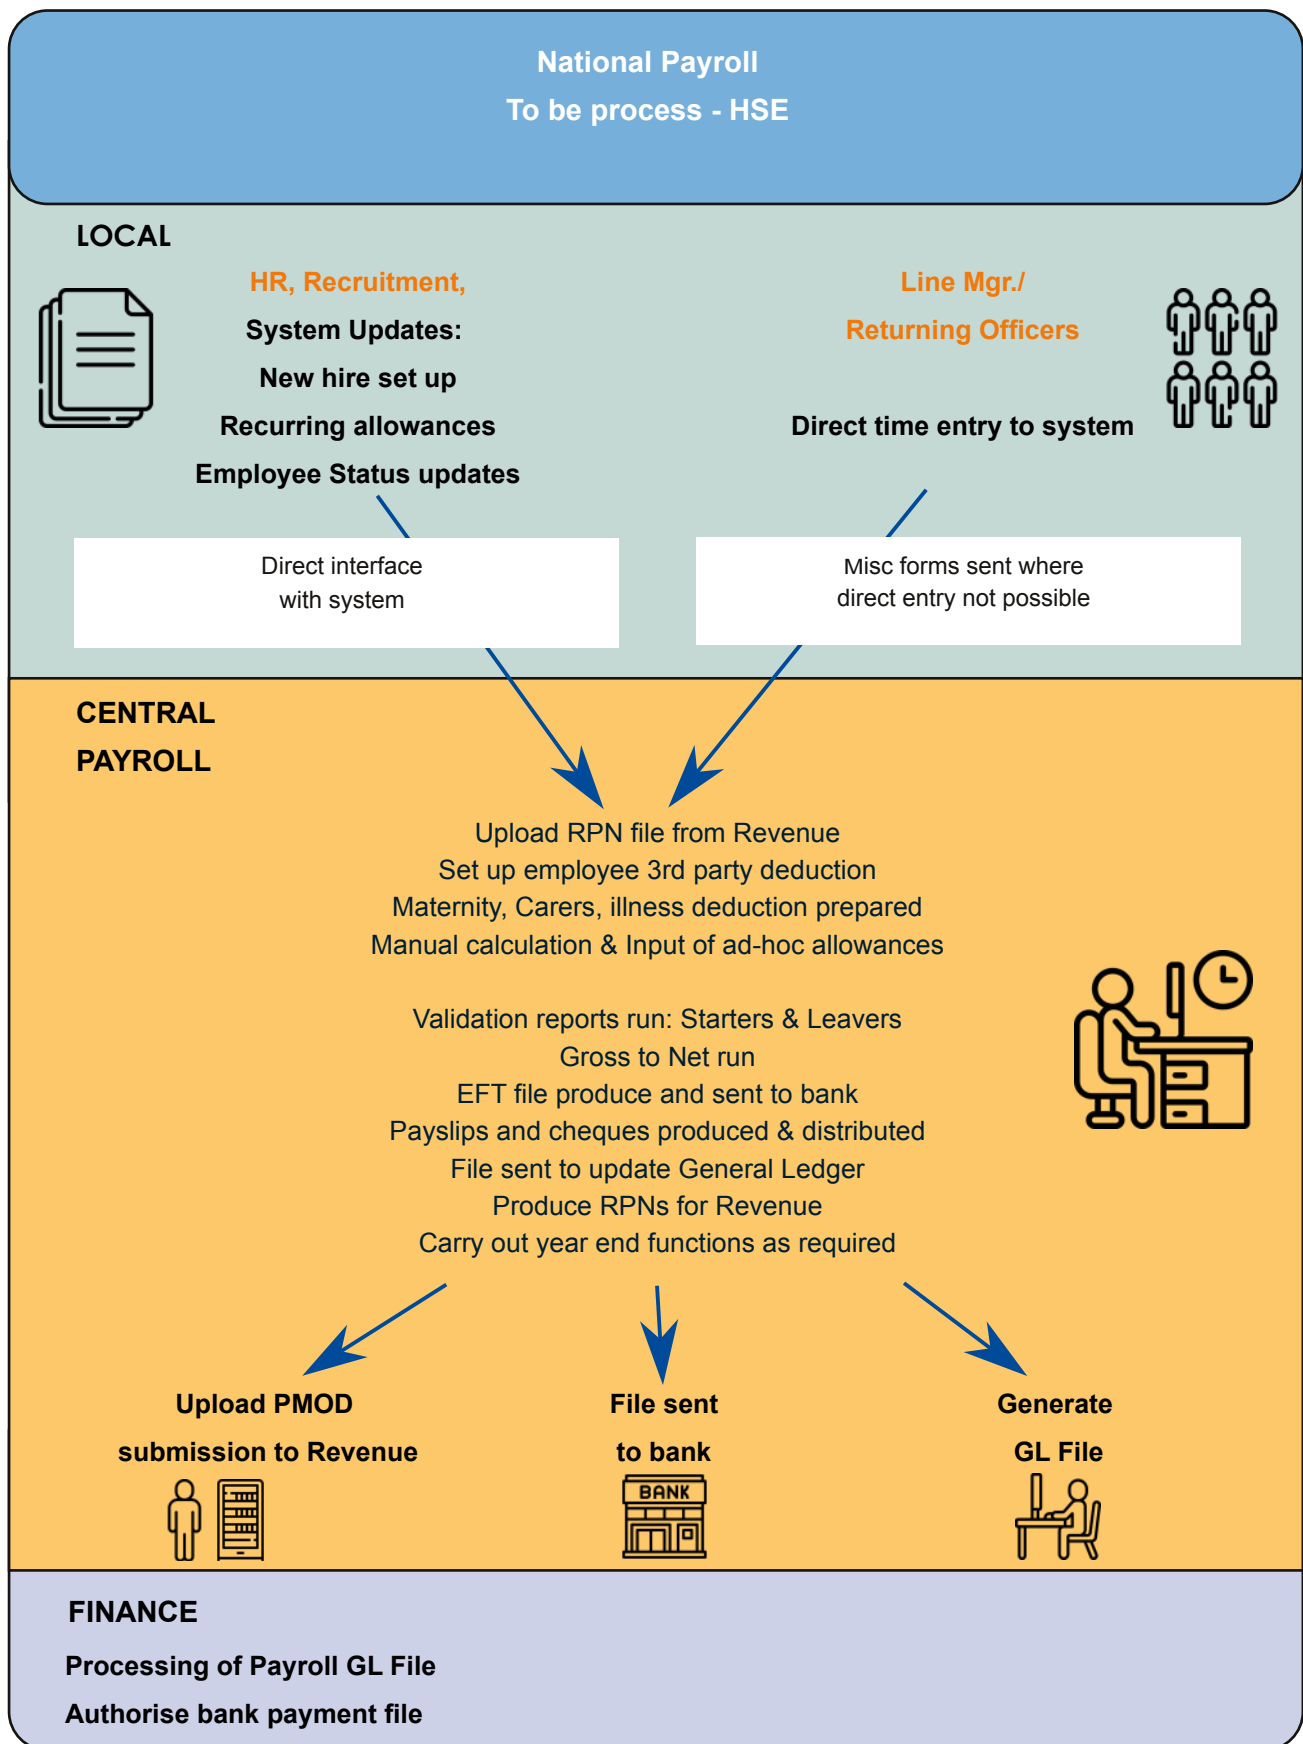 National Payroll
To be process - HSE
LOCAL
HR, Recruitment,
System Updates:
New hire set up
Recurring allowances
Employee Status updates
Line Mgr./
Returning Officers
Direct time entry to system
Direct interface
with system
Misc forms sent where
direct entry not possible
CENTRAL
PAYROLL
Upload RPN file from Revenue
Set up employee 3rd party deduction
Maternity, Carers, illness deduction prepared
Manual calculation & Input of ad-hoc allowances
Validation reports run: Starters & Leavers
Gross to Net run
EFT file produce and sent to bank
Payslips and cheques produced & distributed
File sent to update General Ledger
Produce RPNs for Revenue
Carry out year end functions as required
Upload PMOD
submission to Revenue
File sent
to bank
BANK
Generate
GL File
FINANCE
Processing of Payroll GL File
Authorise bank payment file